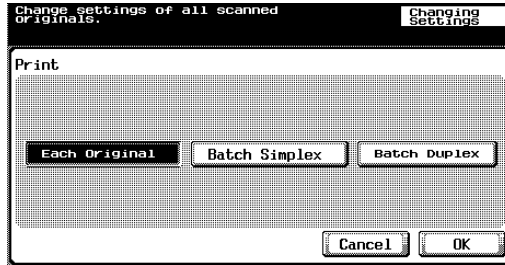 Change settings of all scanned
originals.
Changing
Settings
Print
Each Original
Batch Simplex
Batch Duplex
Cancel
OK